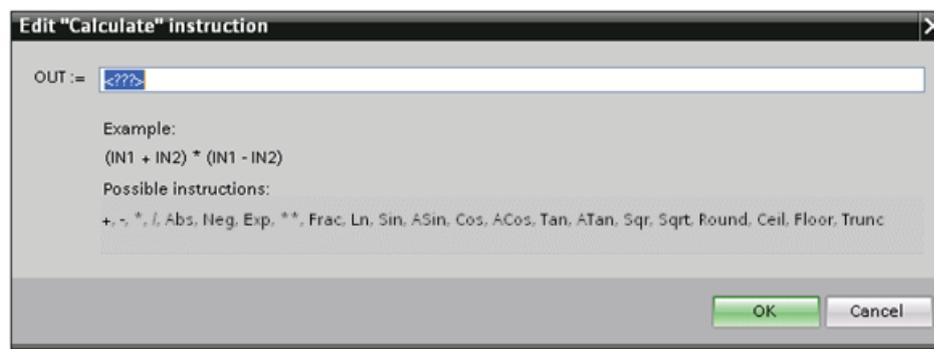 Edit "Calculate" instruction
OUT := <???>
Example:
(IN1 + IN2) * (IN1 - IN2)
Possible instructions:
+, -, *, /, Abs, Neg, Exp, **, Frac, Ln, Sin, ASin, Cos, ACos, Tan, ATan, Sqr, Sqrt, Round, Ceil, Floor, Trunc
OK Cancel